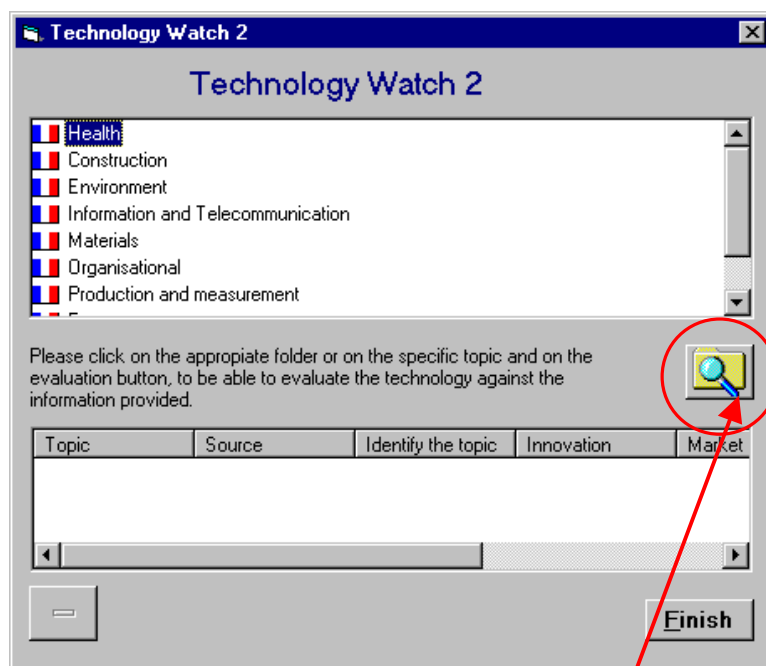 Technology Watch 2
Technology Watch 2
Health
Construction
Environment
Information and Telecommunication
Materials
Organisational
Production and measurement
Please click on the appropiate folder or on the specific topic and on the
evaluation button, to be able to evaluate the technology against the
information provided.
Topic Source Identify the topic Innovation Market
Finish